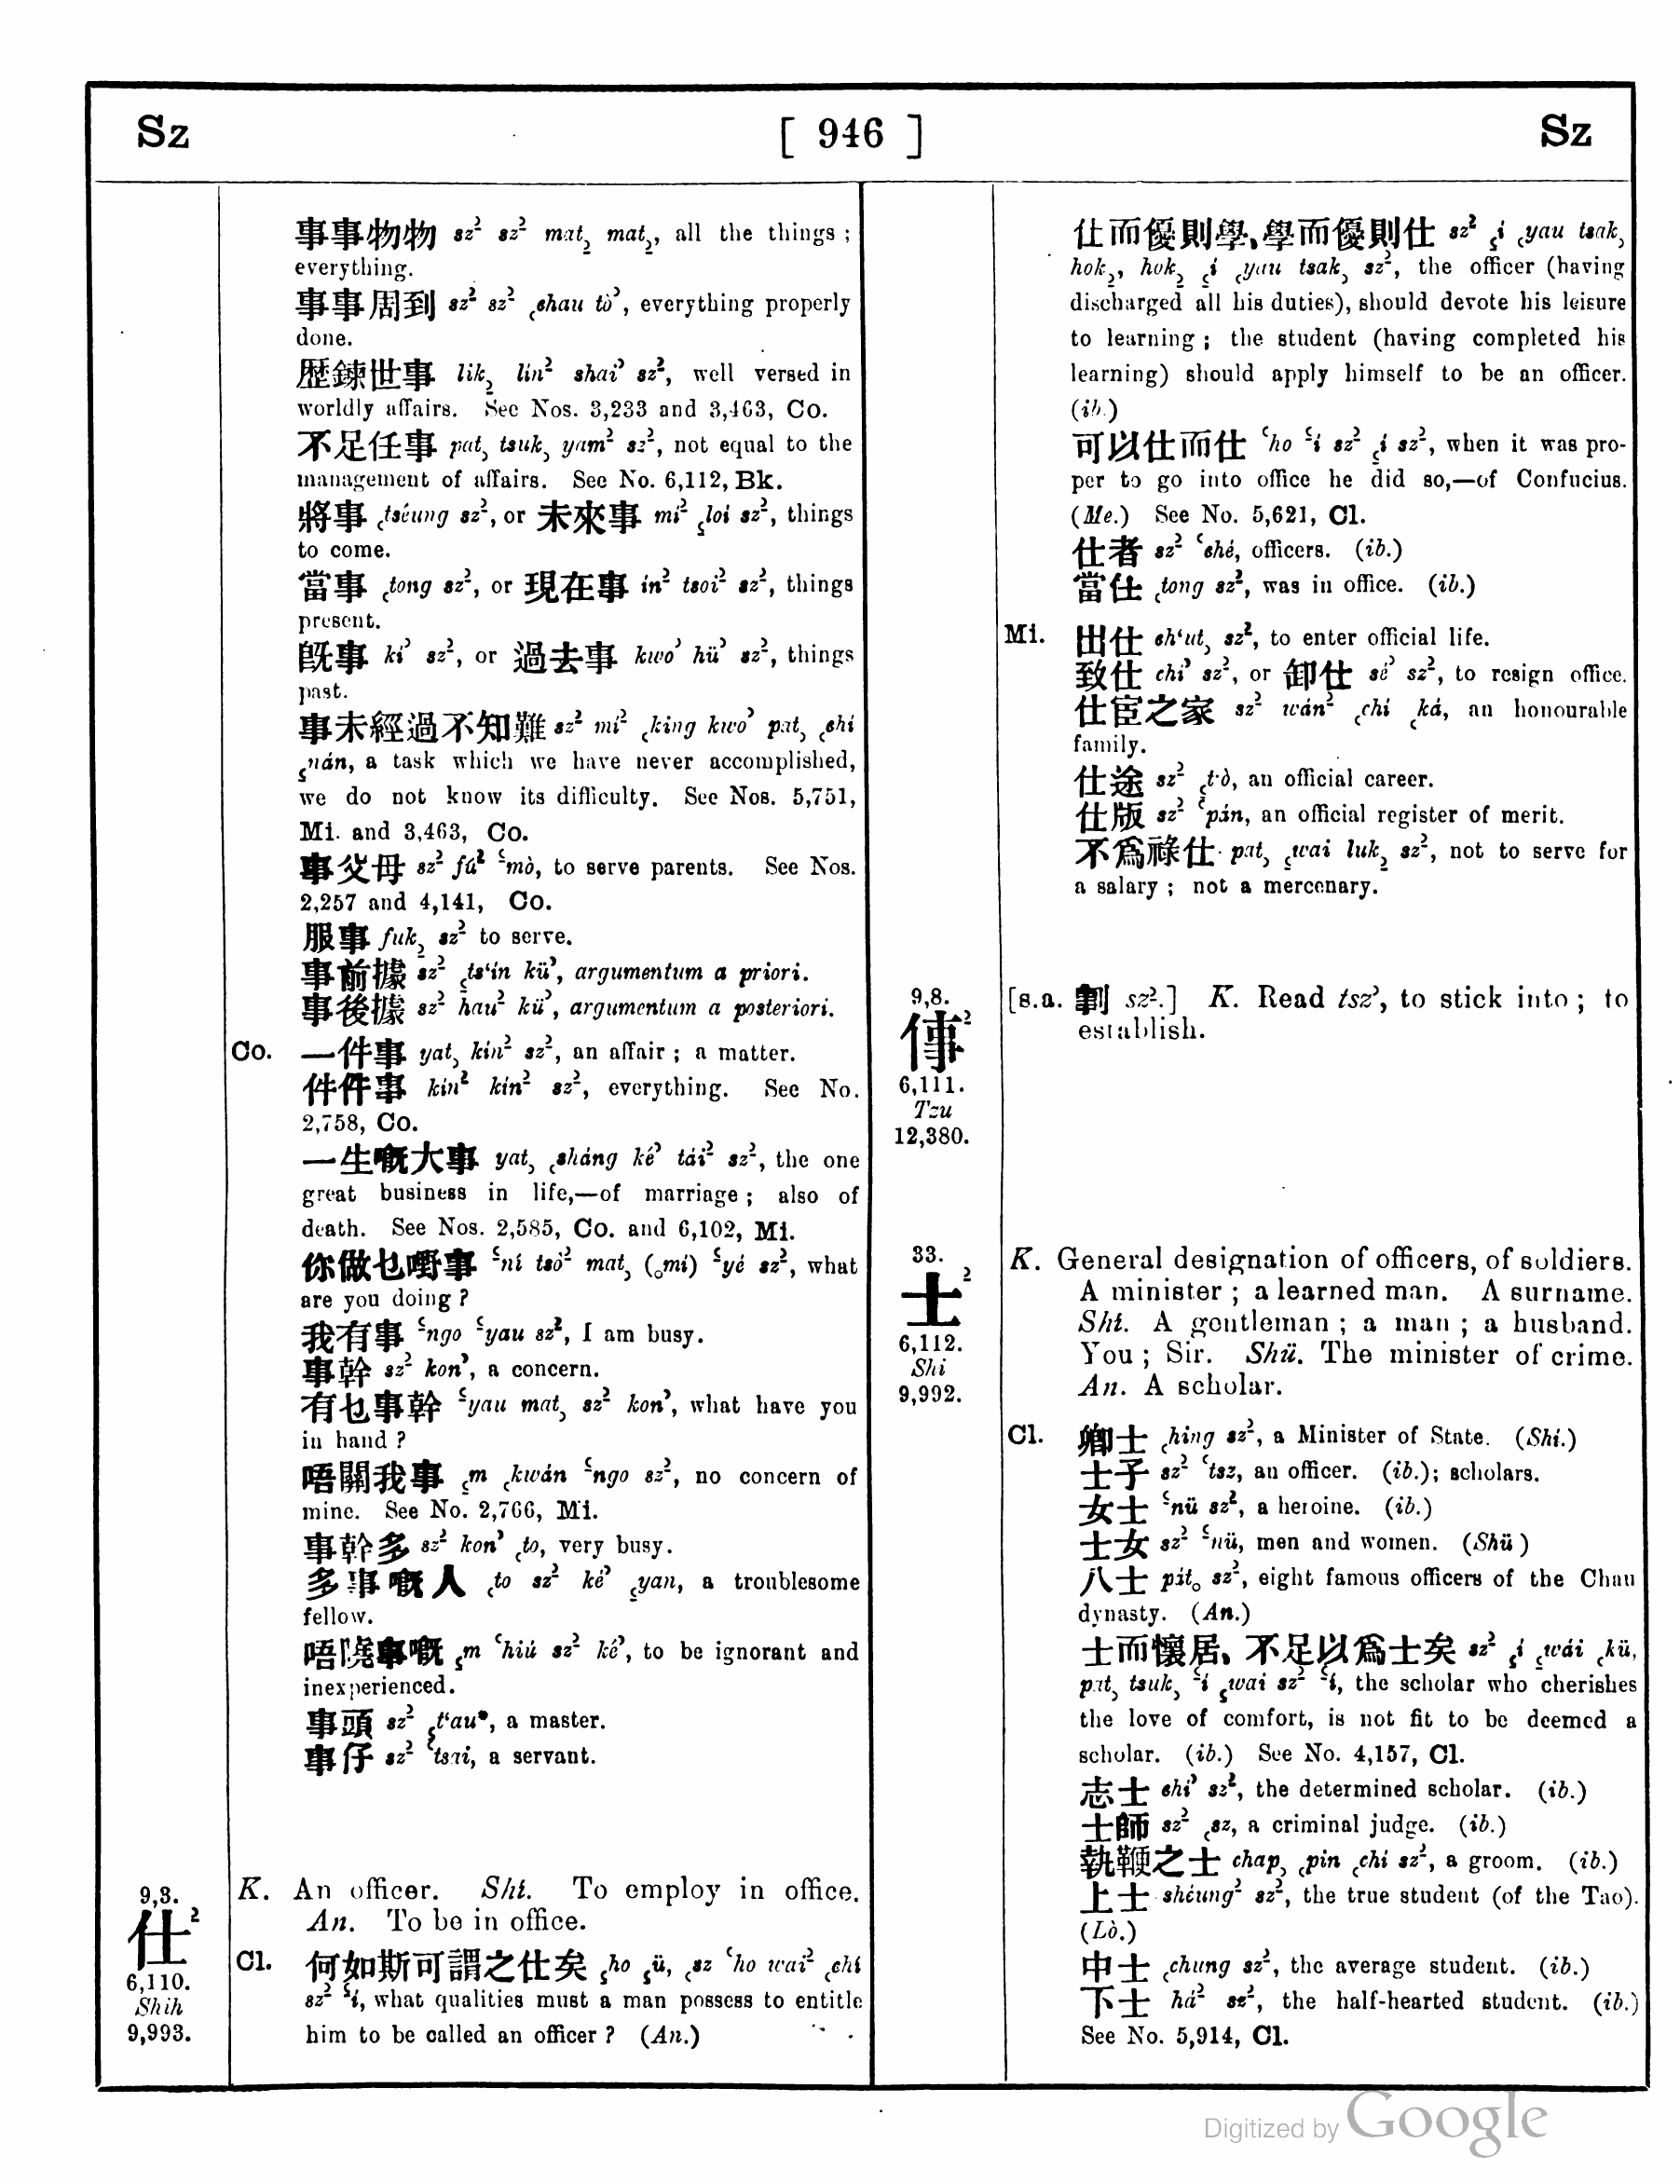 Sz [ 946 ] Sz
事事物物 sz² sz² mat₂ mat₂, all the things ;
everything.
事事周到 sz² sz² ͨchau tò’, everything properly
done.
歴鍊世事 lik₂ lin² shai’ sz², well versed in
worldly affairs. See Nos. 3,233 and 3,463, Co.
不足任事 pat, tsuk, yam² sz², not equal to the
management of affairs. See No. 6,112, Bk.
將事 ͨtséung sz², or 未來事 mi² ͨloi sz², things
to come.
當事 ͨtong sz², or 現在事 in² tsoi² sz², things
present.
旣事 ki’ sz², or 過去事 kwo’ hü’ sz², things
past.
事未經過不知難 sz² mi² ͨking kwo’ pat, ͨchi
ͨnán, a task which we have never accomplished,
we do not know its difficulty. See Nos. 5,751,
Mi. and 3,463, Co.
事父母 sz² fú² ͨmò, to serve parents. See Nos.
2,257 and 4,141, Co.
服事 fuk₂ sz² to serve.
事前據 sz² ͨts‘in kü’, argumentum a priori.
事後據 sz² hau² kü’, argumentum a posteriori.
Co. 一件事 yat, kin² sz², an affair ; a matter.
件件事 kin² kin² sz², everything. See No.
2,758, Co.
一生嘅大事 yat, ͨsháng ké’ tái² sz², the one
great business in life,—of marriage ; also of
death. See Nos. 2,585, Co. and 6,102, Mi.
你做乜嘢事 ͨní tsò² mat, (ₒmi) ͨyé sz², what
are you doing ?
我有事 ͨngo ͨyau sz², I am busy.
事幹 sz² kon’, a concern.
有乜事幹 ͨyau mat, sz² kon’, what have you
in hand ?
唔關我事 ͨm ͨkwán ͨngo sz², no concern of
mine. See No. 2,766, Mi.
事幹多 sz² kon’ ͨto, very busy.
多事嘅人 ͨto sz² ké’ ͨyan, a troublesome
fellow.
唔曉事嘅 ͨm ͨhiú sz² ké’, to be ignorant and
inexperienced.
事頭 sz² ͨt‘au*, a master.
事仔 sz² ͨtsai, a servant.
9,3.
仕²
6,110.
Shih
9,993.
K. An officer. Shí. To employ in office.
An. To be in office.
Cl. 何如斯可謂之仕矣 ͨho ͨü, ͨsz ͨho wai² ͨchí
sz² ͨí, what qualities must a man possess to entitle
him to be called an officer ? (An.)
仕而優則學、學而優則仕 sz² ͨi ͨyau tsak,
hok₂, hok₂ ͨi ͨyau tsak, sz², the officer (having
discharged all his duties), should devote his leisure
to learning ; the student (having completed his
learning) should apply himself to be an officer.
(ib.)
可以仕而仕 ͨho ͨi sz² ͨi sz², when it was pro-
per to go into office he did so,—of Confucius.
(Me.) See No. 5,621, Cl.
仕者 sz² ͨché, officers. (ib.)
當仕 ͨtong sz², was in office. (ib.)
Mi. 出仕 ch‘ut, sz², to enter official life.
致仕 chi’ sz², or 卸仕 sé’ sz², to resign office.
仕宦之家 sz² wán² ͨchi ͨká, an honourable
family.
仕途 sz² ͨt‘ò, an official career.
仕版 sz² ͨpán, an official register of merit.
不爲祿仕 pat, ͨwai luk₂ sz², not to serve for
a salary ; not a mercenary.
9,8.
倳²
6,111.
Tzu
12,380.
[s.a. 剚 sz².] K. Read tsz’, to stick into ; to
establish.
33.
士²
6,112.
Shi
9,992.
K. General designation of officers, of soldiers.
A minister ; a learned man. A surname.
Shí. A gentleman ; a man ; a husband.
You ; Sir. Shü. The minister of crime.
An. A scholar.
Cl. 卿士 ͨhing sz², a Minister of State. (Shí.)
士子 sz² ͨtsz, an officer. (ib.); scholars.
女士 ͨnü sz², a heroine. (ib.)
士女 sz² ͨnü, men and women. (Shü)
八士 pátₒ sz², eight famous officers of the Chau
dynasty. (An.)
士而懷居、不足以爲士矣 sz² ͨi ͨwái ͨkü,
pat, tsuk, ͨi ͨwai sz² ͨí, the scholar who cherishes
the love of comfort, is not fit to be deemed a
scholar. (ib.) See No. 4,157, Cl.
志士 chi’ sz², the determined scholar. (ib.)
士師 sz² ͨsz, a criminal judge. (ib.)
執鞭之士 chap, ͨpin ͨchi sz², a groom. (ib.)
上士 shéung² sz², the true student (of the Tao).
(Lò.)
中士 ͨchung sz², the average student. (ib.)
下士 há² sz², the half-hearted student. (ib.)
See No. 5,914, Cl.
Digitized by Google